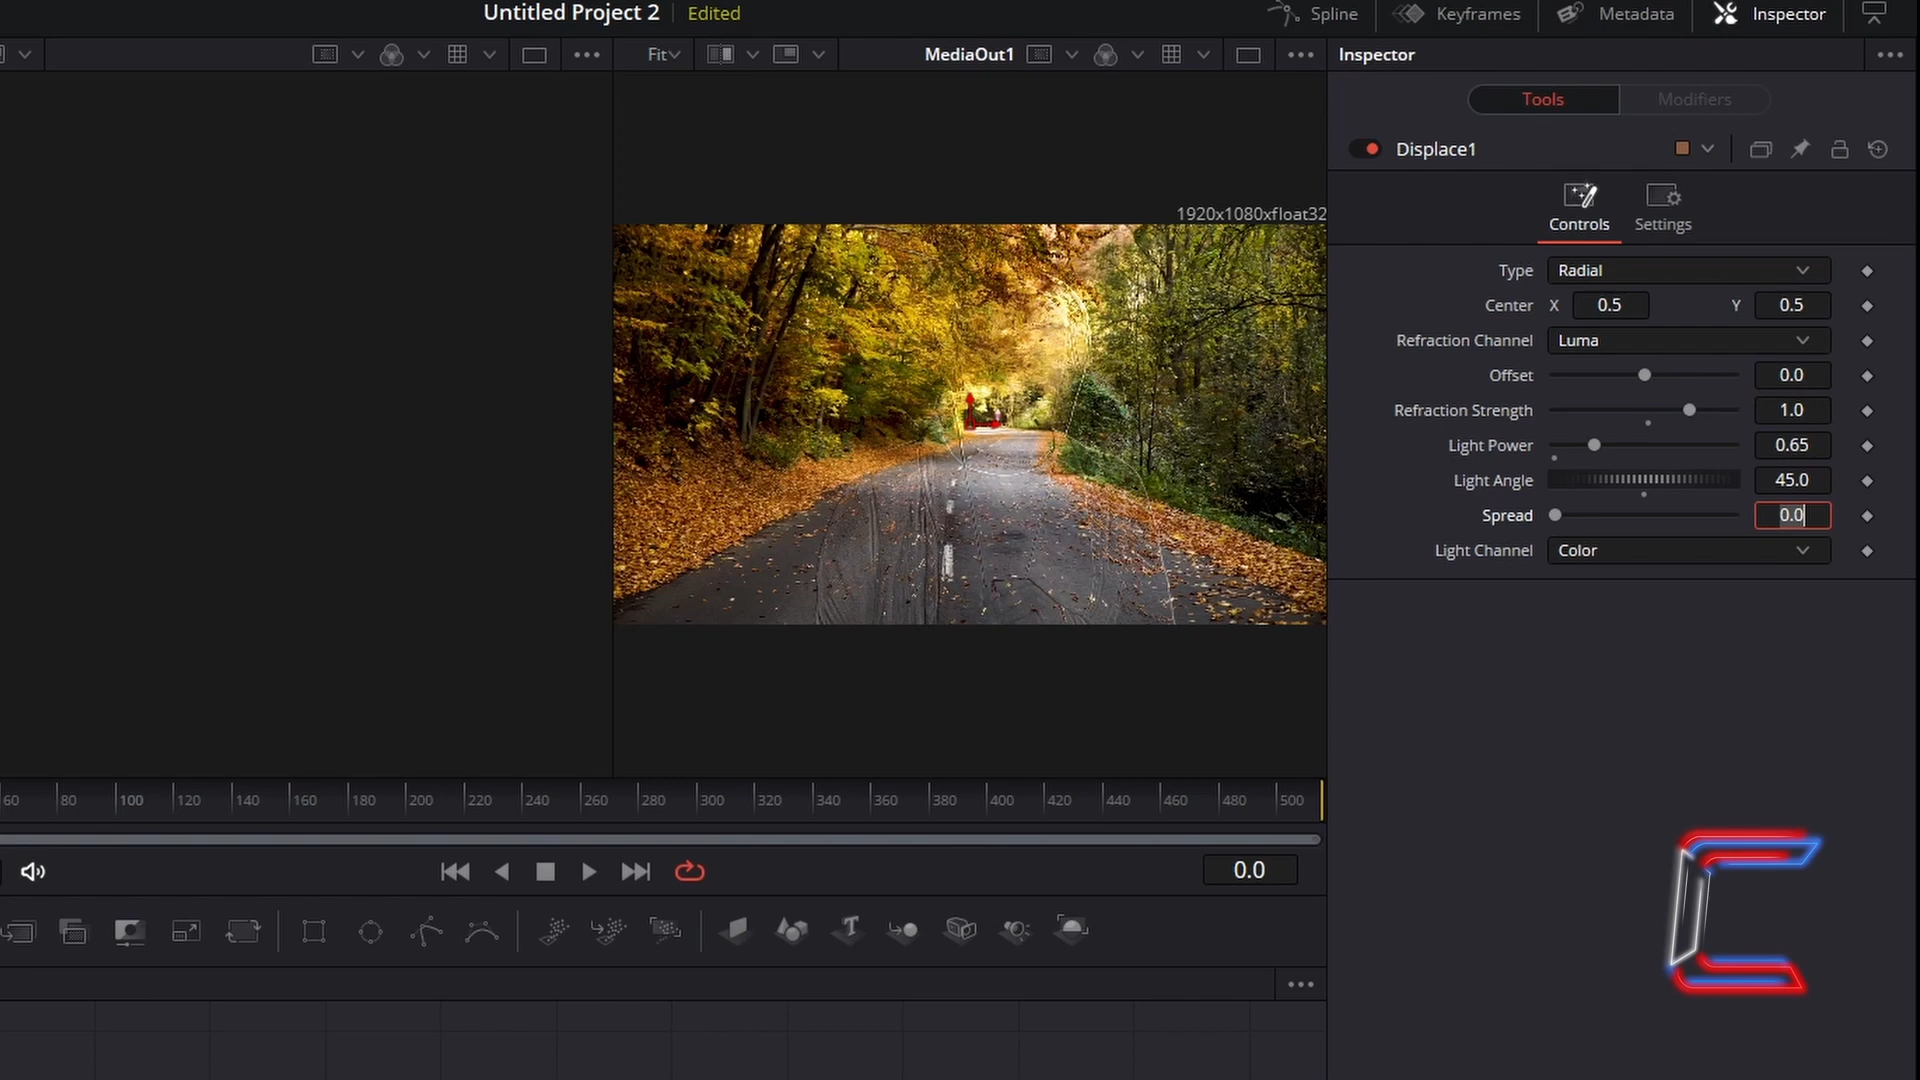 Untitled Project 2 Edited
Spline Keyframes Metadata Inspector
Fit MediaOut1
Inspector
Tools Modifiers
Displace1
1920x1080xfloat32
Controls Settings
Type Radial
Center X 0.5 Y 0.5
Refraction Channel Luma
Offset 0.0
Refraction Strength 1.0
Light Power 0.65
Light Angle 45.0
Spread 0.0
Light Channel Color
60 80 100 120 140 160 180 200 220 240 260 280 300 320 340 360 380 400 420 440 460 480 500
0.0